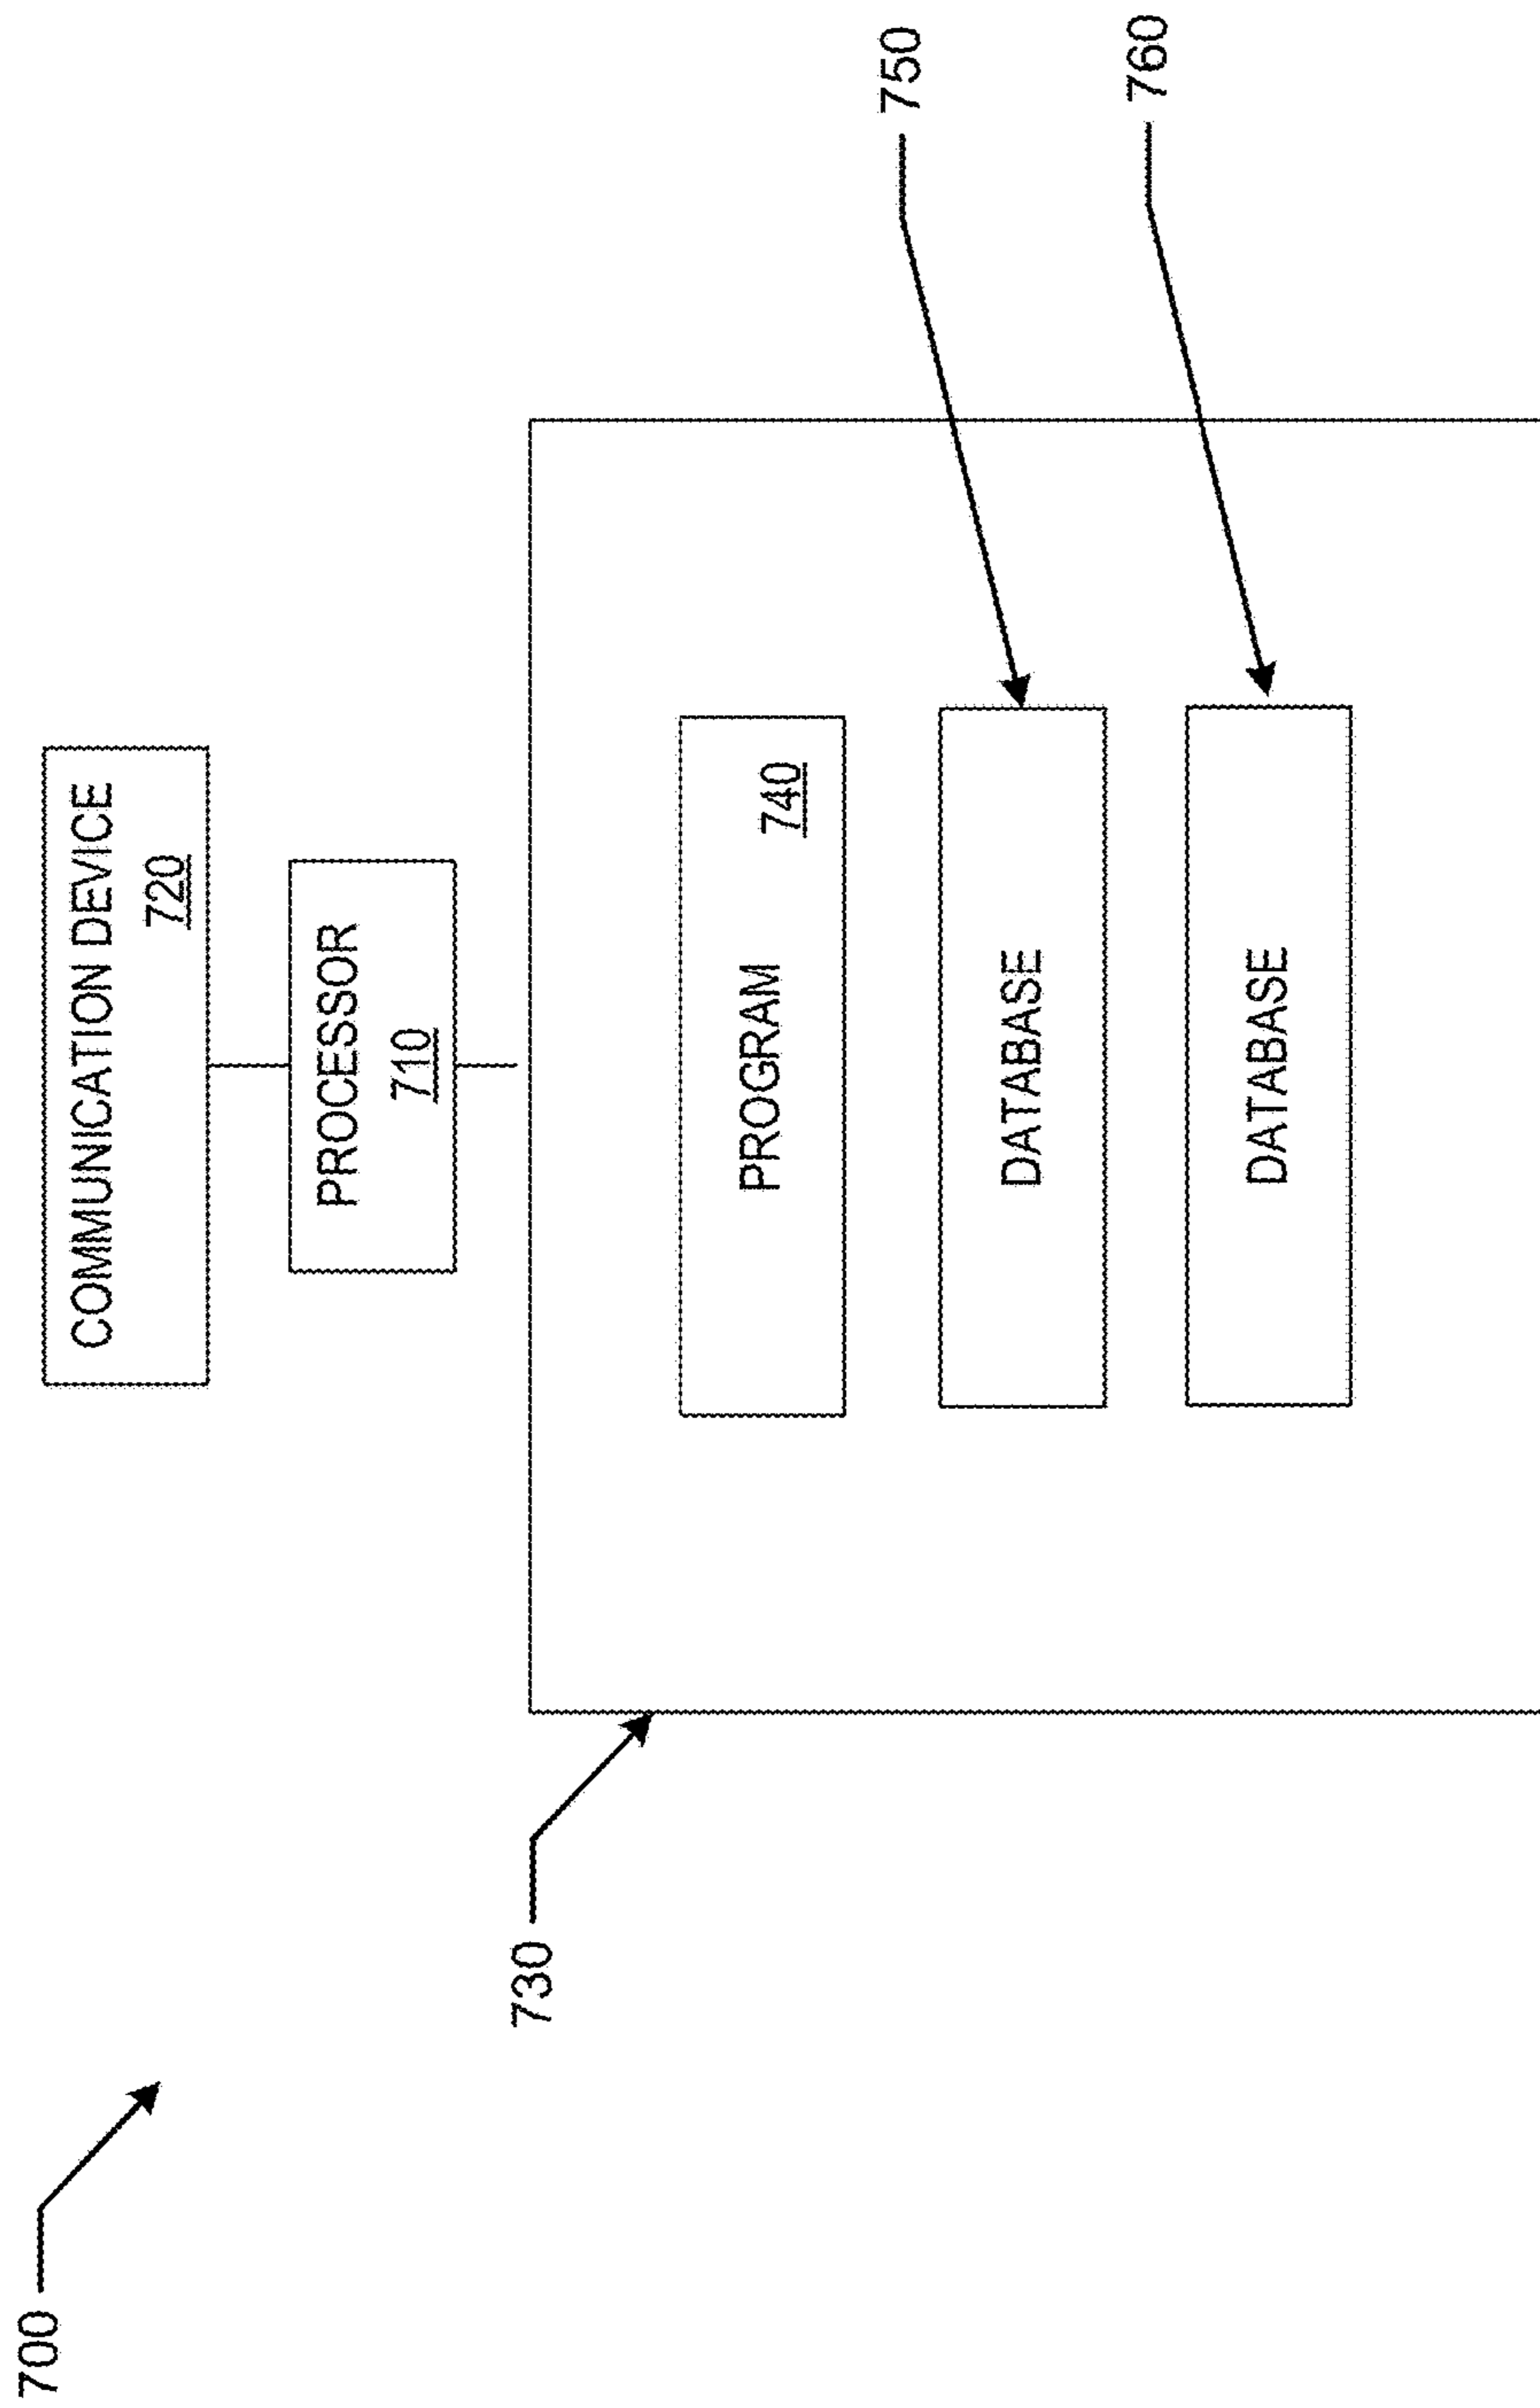 700
COMMUNICATION DEVICE
720
PROCESSOR
710
730
PROGRAM
740
750
DATABASE
760
DATABASE